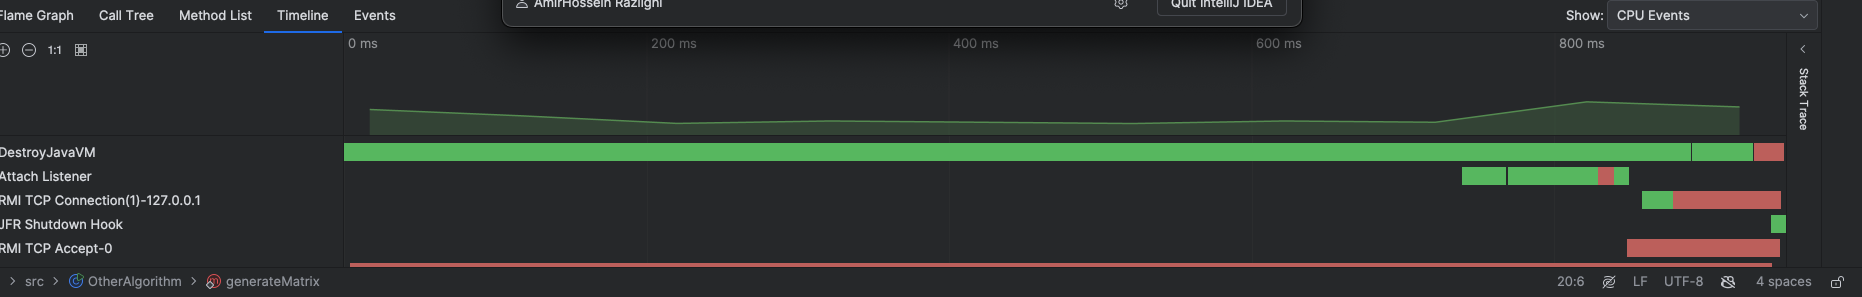 AmirHossein Razlighi Quit IntelliJ IDEA
Flame Graph Call Tree Method List Timeline Events Show: CPU Events
1:1 0 ms 200 ms 400 ms 600 ms 800 ms
Stack Trace
DestroyJavaVM
Attach Listener
RMI TCP Connection(1)-127.0.0.1
JFR Shutdown Hook
RMI TCP Accept-0
src OtherAlgorithm generateMatrix 20:6 LF UTF-8 4 spaces